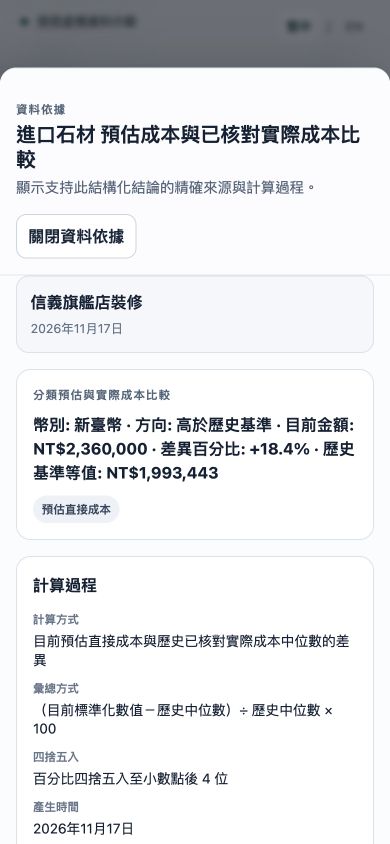 資料依據
進口石材 預估成本與已核對實際成本比
較
顯示支持此結構化結論的精確來源與計算過程。
關閉資料依據
信義旗艦店裝修
2026年11月17日
分類預估與實際成本比較
幣別: 新臺幣 · 方向: 高於歷史基準 · 目前金額:
NT$2,360,000 · 差異百分比: +18.4% · 歷史
基準等值: NT$1,993,443
預估直接成本
計算過程
計算方式
目前預估直接成本與歷史已核對實際成本中位數的差
異
彙總方式
（目前標準化數值－歷史中位數）÷ 歷史中位數 ×
100
四捨五入
百分比四捨五入至小數點後 4 位
產生時間
2026年11月17日